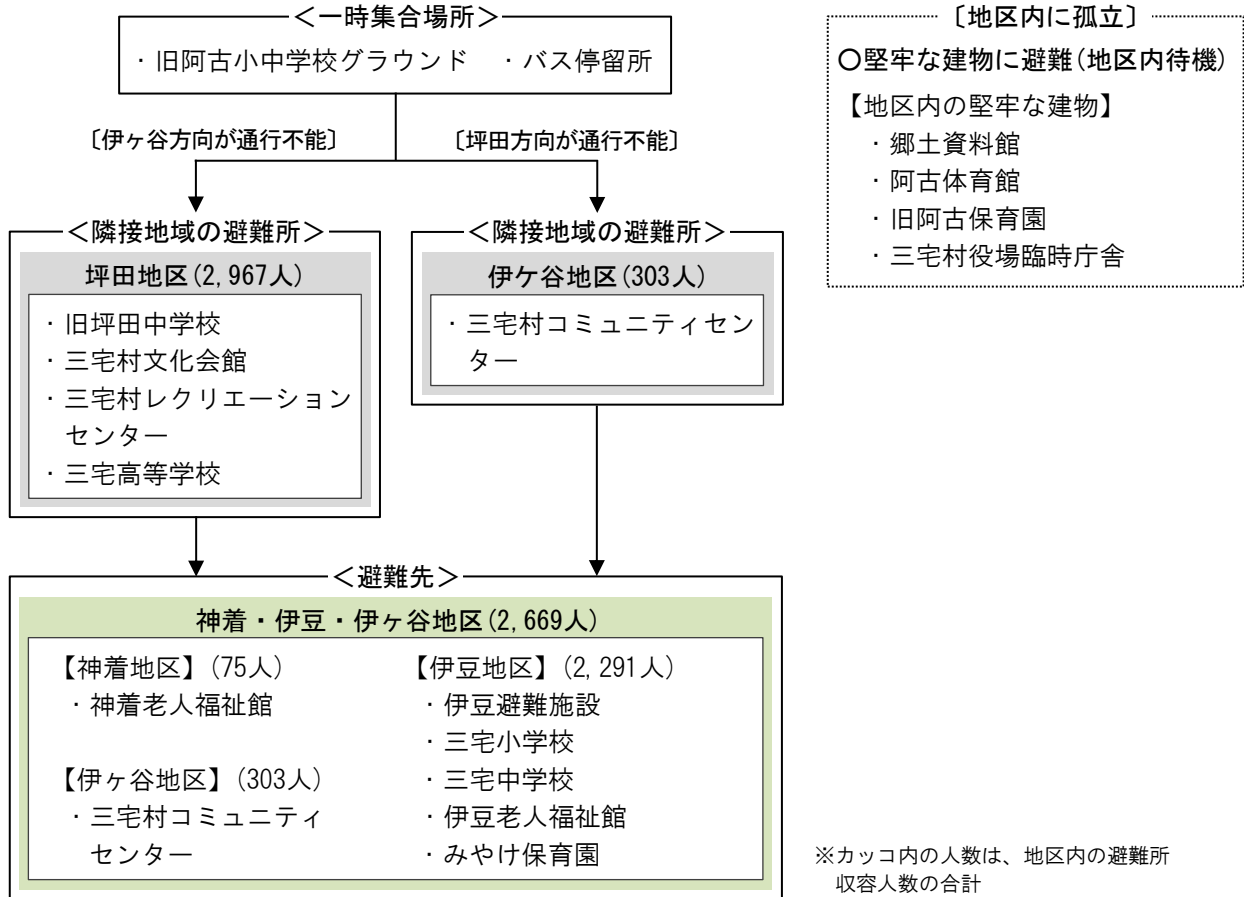 ＜一時集合場所＞
・旧阿古小中学校グラウンド ・バス停留所
〔伊ヶ谷方向が通行不能〕
〔坪田方向が通行不能〕
＜隣接地域の避難所＞
坪田地区(2,967人)
・旧坪田中学校
・三宅村文化会館
・三宅村レクリエーション
センター
・三宅高等学校
＜隣接地域の避難所＞
伊ケ谷地区(303人)
・三宅村コミュニティセン
ター
〔地区内に孤立〕
○堅牢な建物に避難(地区内待機)
【地区内の堅牢な建物】
・郷土資料館
・阿古体育館
・旧阿古保育園
・三宅村役場臨時庁舎
＜避難先＞
神着・伊豆・伊ヶ谷地区(2,669人)
【神着地区】(75人)
・神着老人福祉館
【伊ヶ谷地区】(303人)
・三宅村コミュニティ
センター
【伊豆地区】(2,291人)
・伊豆避難施設
・三宅小学校
・三宅中学校
・伊豆老人福祉館
・みやけ保育園
※カッコ内の人数は、地区内の避難所
収容人数の合計